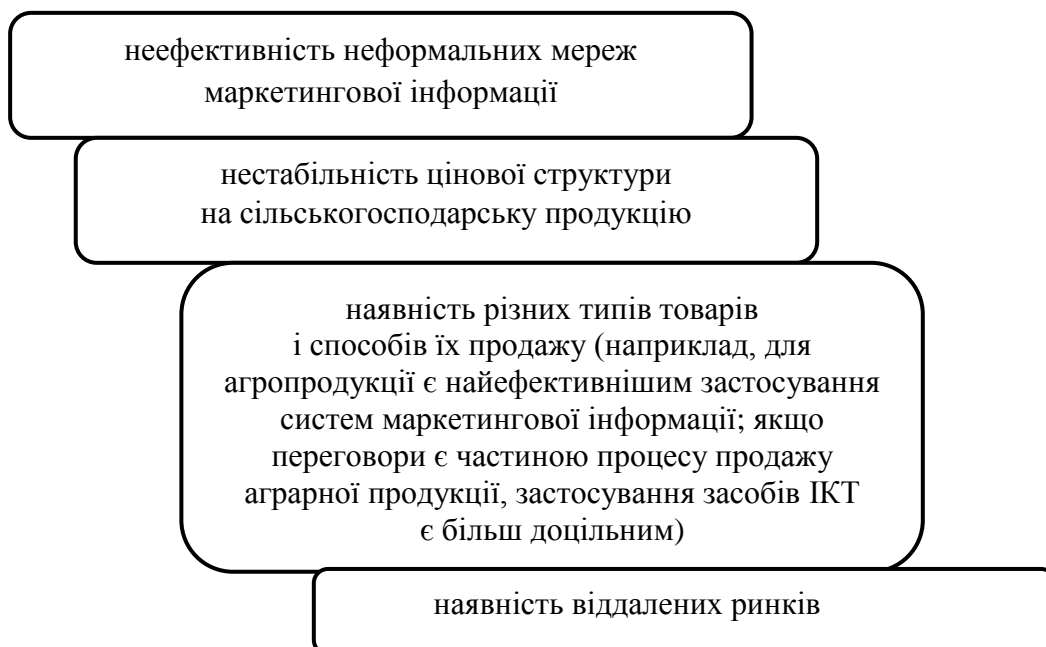 неефективність неформальних мереж
маркетингової інформації
нестабільність цінової структури
на сільськогосподарську продукцію
наявність різних типів товарів
і способів їх продажу (наприклад, для
агропродукції є найефективнішим застосування
систем маркетингової інформації; якщо
переговори є частиною процесу продажу
аграрної продукції, застосування засобів ІКТ
є більш доцільним)
наявність віддалених ринків